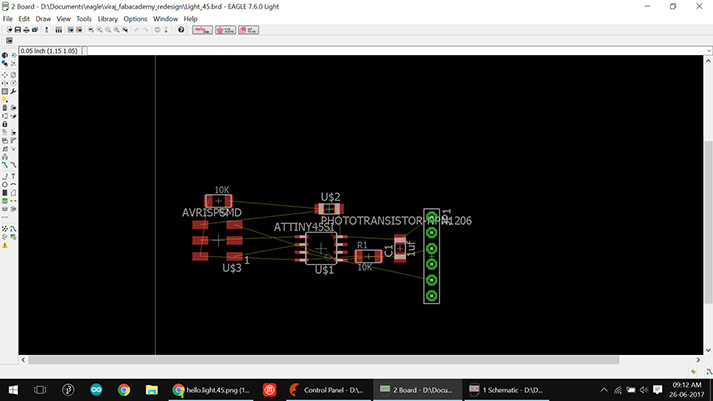 2 Board - D:\Documents\eagle\viraj_fabacademy_redesign\Light_45.brd - EAGLE 7.6.0 Light
File Edit Draw View Tools Library Options Window Help
0.05 inch (1.15 1.05)
10K
U$2
JP1
AVRISPSMD
PHOTOTRANSISTOR-NPN1206
ATTINY45SI
R1
C1
1uf
1
U$3
U$1
10K
hello.light.45.png (1...
Control Panel - D:\...
2 Board - D:\Docu...
1 Schematic - D:\D...
09:12 AM
26-06-2017